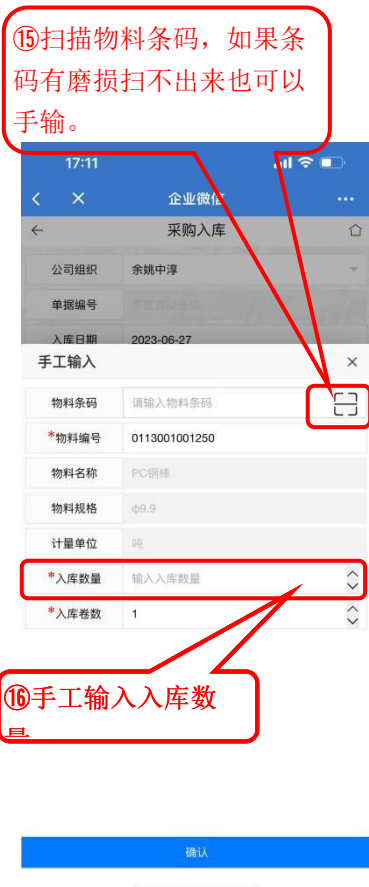 ⑮扫描物料条码，如果条
码有磨损扫不出来也可以
手输。
17:11
企业微信
采购入库
公司组织 余姚中淳
单据编号 系统自动生成
入库日期 2023-06-27
手工输入
物料条码 请输入物料条码
*物料编号 0113001001250
物料名称 PC钢棒
物料规格 φ9.9
计量单位 吨
*入库数量 输入入库数量
*入库卷数 1
⑯手工输入入库数
确认